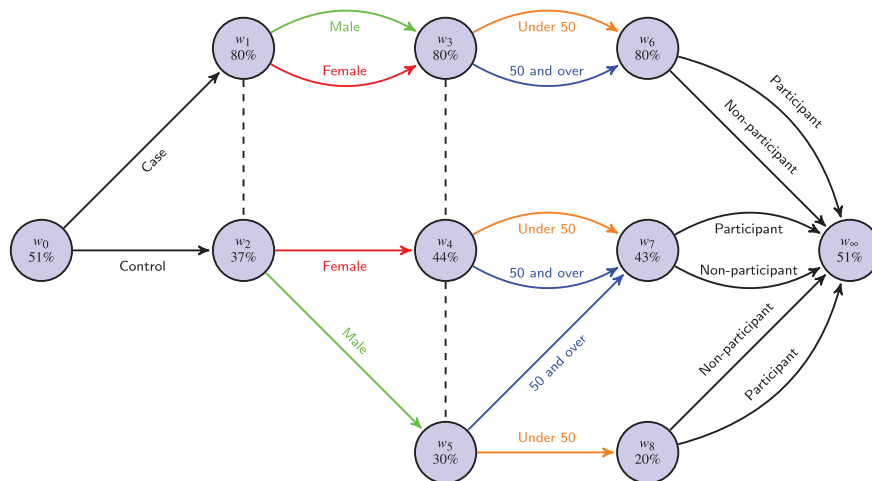 w₁
80%
Male
Female
w₃
80%
Under 50
50 and over
w₆
80%
Participant
Non-participant
Case
w₀
51%
Control
w₂
37%
Female
w₄
44%
Under 50
50 and over
w₇
43%
Participant
Non-participant
w∞
51%
Male
50 and over
Non-participant
Participant
w₅
30%
Under 50
w₈
20%